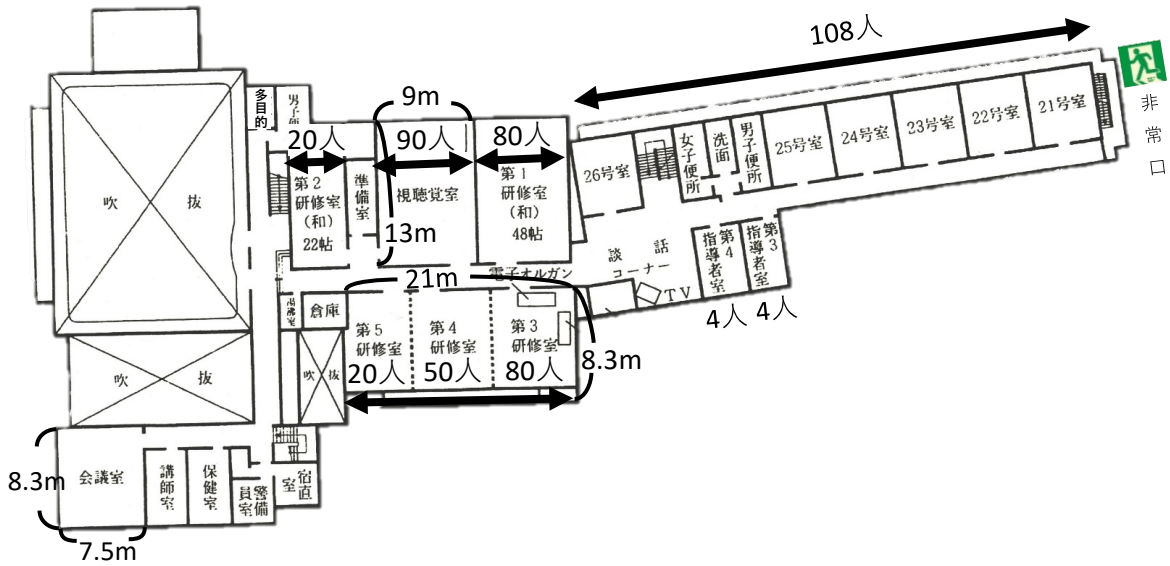 108人
非常口
多目的
男子便
9m
20人
90人
80人
第2
研修室
(和)
22帖
準備室
視聴覚室
第1
研修室
(和)
48帖
13m
26号室
女子便所
洗面
男子便所
25号室
24号室
23号室
22号室
21号室
吹 抜
談 話
コーナー
第4
指導者室
第3
指導者室
TV
4人
4人
電子オルガン
21m
湯沸室
倉庫
第5
研修室
第4
研修室
第3
研修室
20人
50人
80人
8.3m
吹 抜
吹 抜
8.3m
会議室
講師室
保健室
警備
員室
宿直
室
7.5m